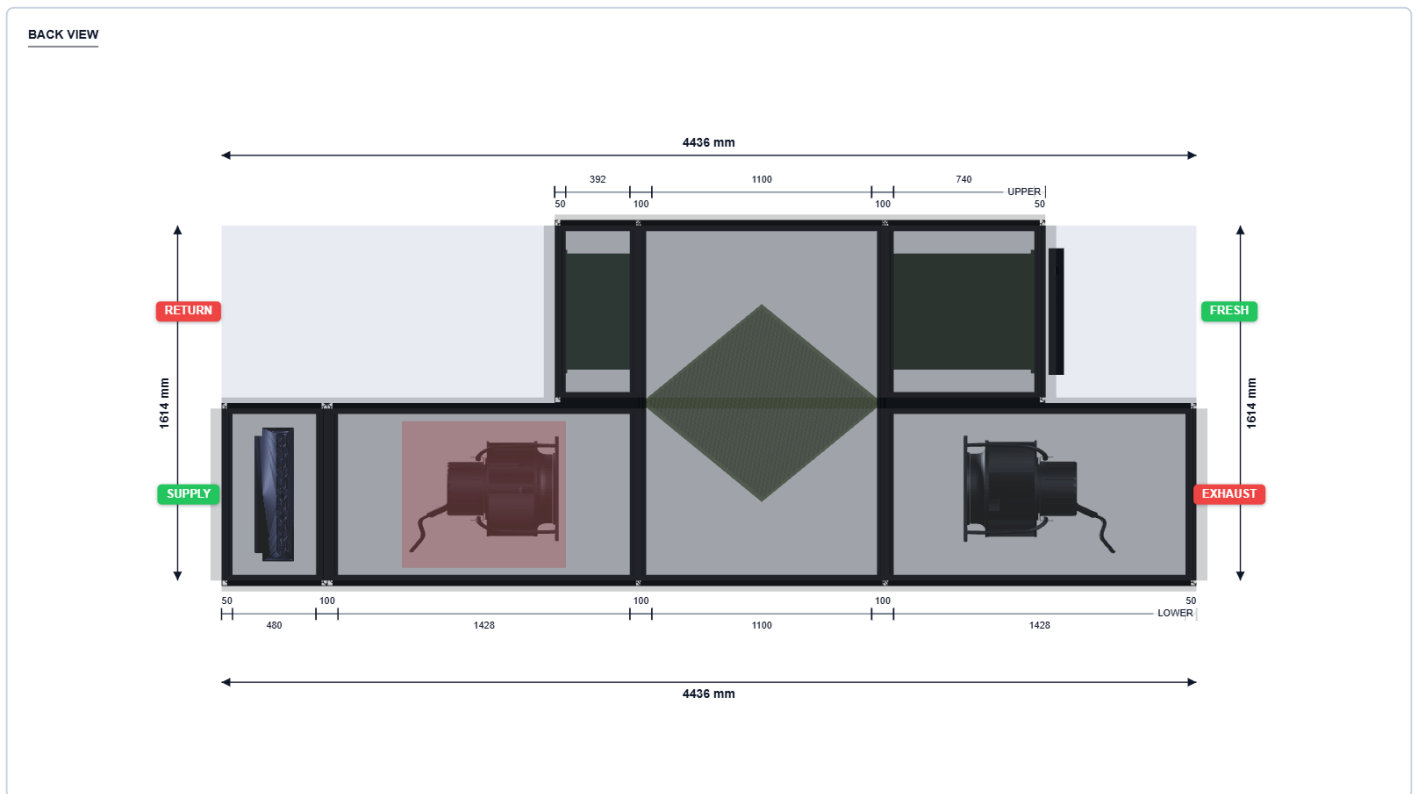 BACK VIEW
4436 mm
392 1100 740
UPPER
50 100 100 50
RETURN
FRESH
1614 mm
1614 mm
SUPPLY
EXHAUST
50 100 100 100 50
LOWER
480 1428 1100 1428
4436 mm